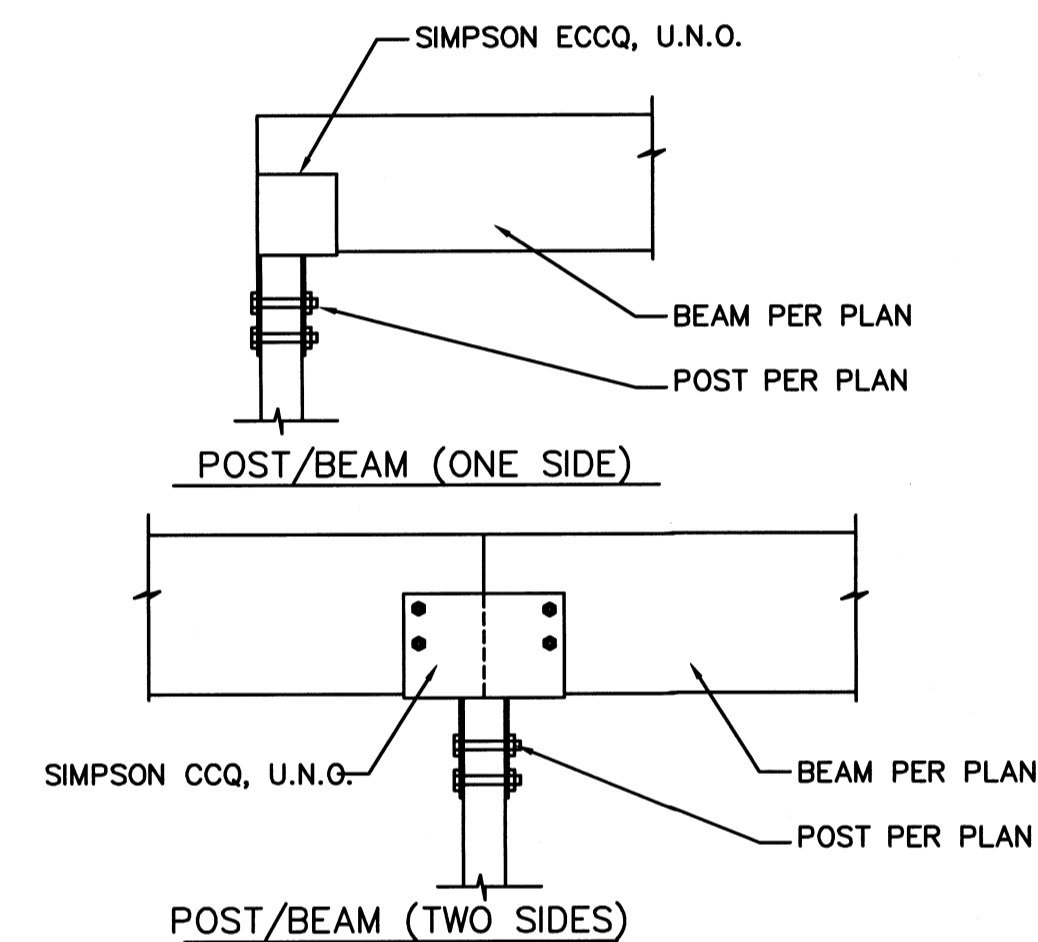 SIMPSON ECCQ, U.N.O.
BEAM PER PLAN
POST PER PLAN
POST/BEAM (ONE SIDE)
SIMPSON CCQ, U.N.O.
BEAM PER PLAN
POST PER PLAN
POST/BEAM (TWO SIDES)